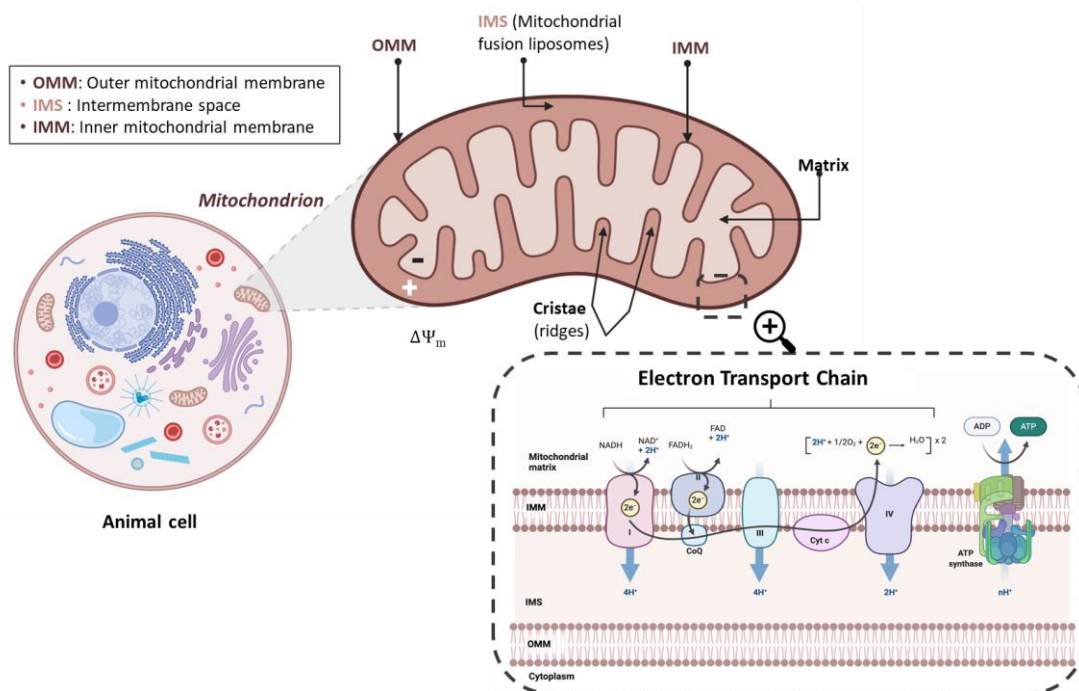 IMS (Mitochondrial
fusion liposomes)
OMM
IMM
• OMM: Outer mitochondrial membrane
• IMS : Intermembrane space
• IMM: Inner mitochondrial membrane
Matrix
Mitochondrion
-
+
Cristae
(ridges)
ΔΨm
Animal cell
Electron Transport Chain
NADH
NAD⁺
+ 2H⁺
FADH₂
FAD
+ 2H⁺
[2H⁺ + 1/2O₂ + 2e⁻ → H₂O] x 2
ADP
ATP
Mitochondrial
matrix
IMM
2e⁻
I
II
2e⁻
CoQ
III
Cyt c
IV
ATP
synthase
4H⁺
4H⁺
2H⁺
nH⁺
IMS
OMM
Cytoplasm